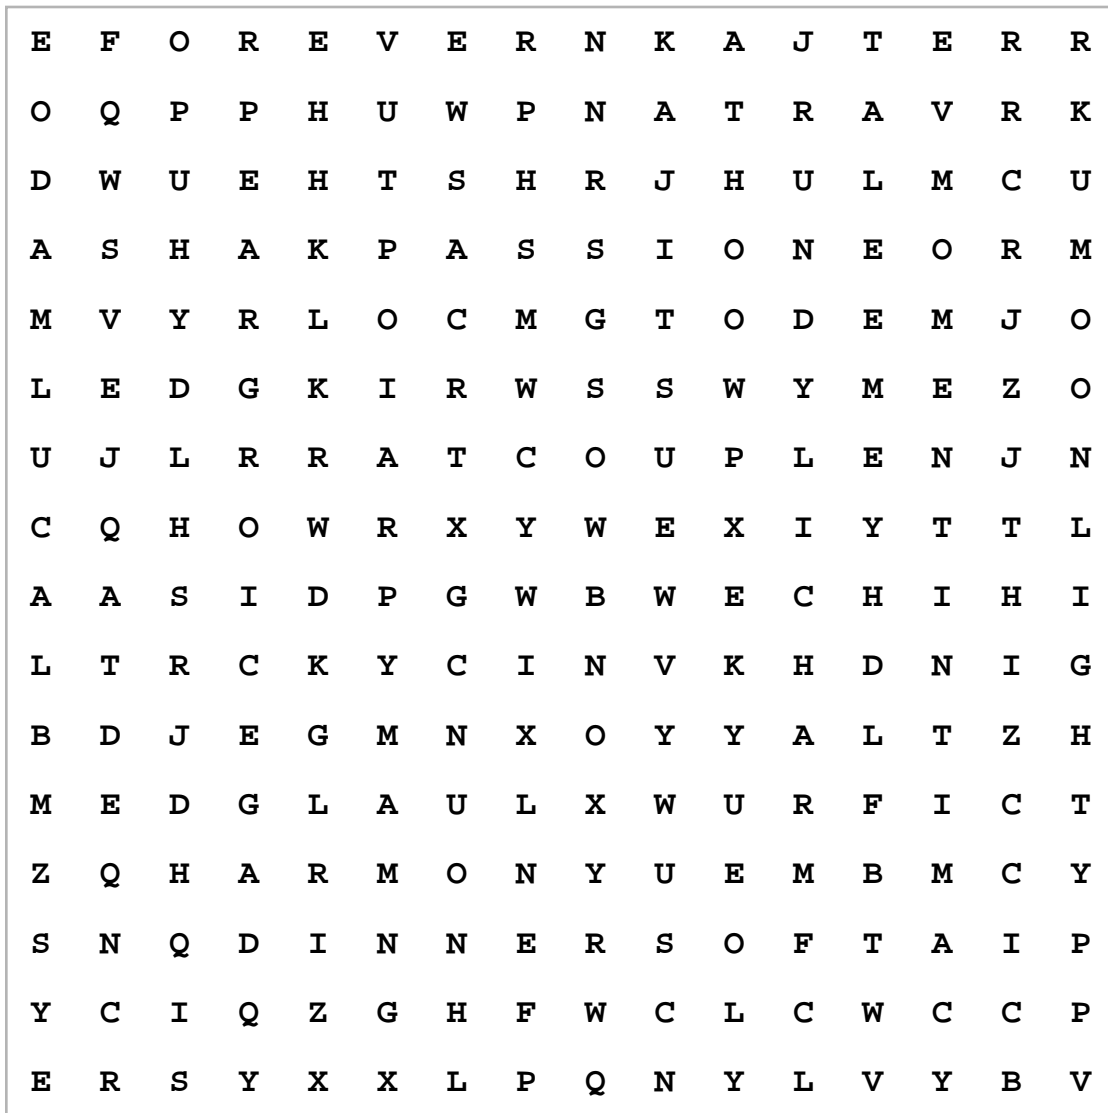 E F O R E V E R N K A J T E R R
O Q P P H U W P N A T R A V R K
D W U E H T S H R J H U L M C U
A S H A K P A S S I O N E O R M
M V Y R L O C M G T O D E M J O
L E D G K I R W S S W Y M E Z O
U J L R R A T C O U P L E N J N
C Q H O W R X Y W E X I Y T T L
A A S I D P G W B W E C H I H I
L T R C K Y C I N V K H D N I G
B D J E G M N X O Y Y A L T Z H
M E D G L A U L X W U R F I C T
Z Q H A R M O N Y U E M B M C Y
S N Q D I N N E R S O F T A I P
Y C I Q Z G H F W C L C W C C P
E R S Y X X L P Q N Y L V Y B V